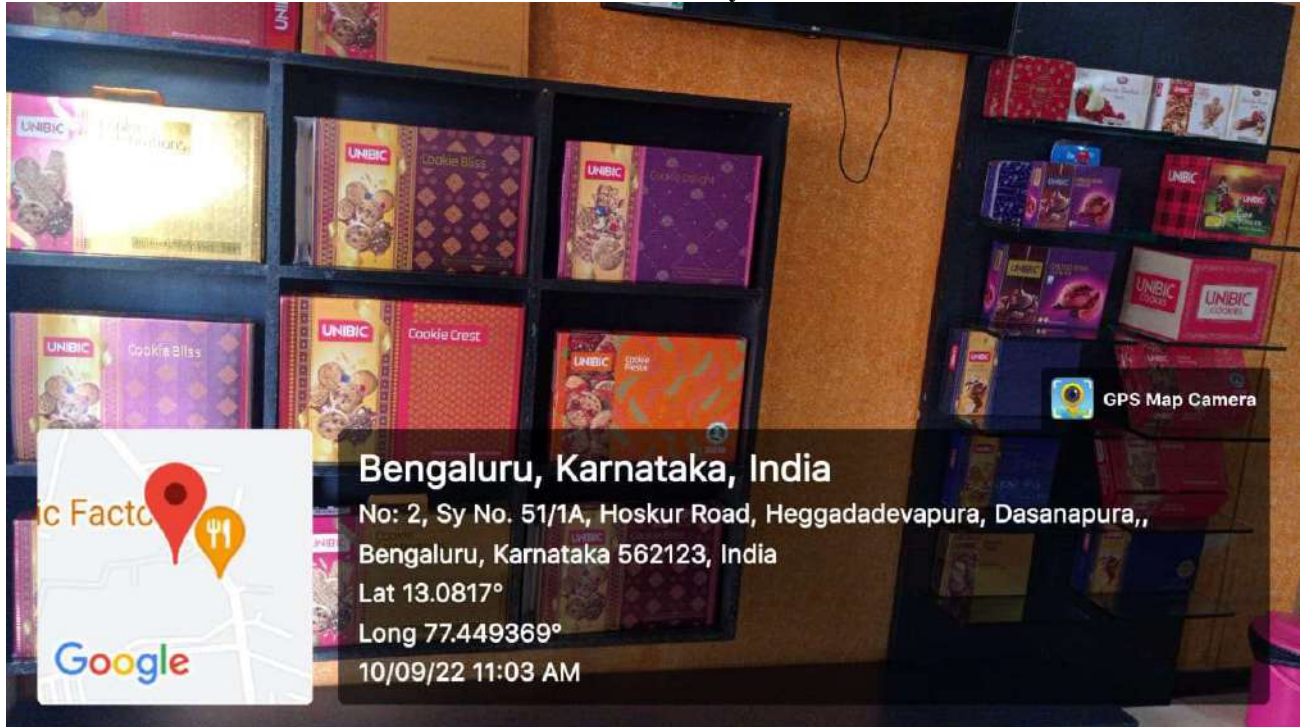 UNIBIC
UNIBIC
UNIBIC
Cookie Bliss
UNIBIC
Cookie Delight
UNIBIC
UNIBIC
UNIBIC
UNIBIC
COOKIES
UNIBIC
COOKIES
UNIBIC
Cookie Bliss
UNIBIC
Cookie Crest
UNIBIC
Cookie
Fiesta
UNIBIC
GPS Map Camera
Bengaluru, Karnataka, India
No: 2, Sy No. 51/1A, Hoskur Road, Heggadadevapura, Dasanapura,,
Bengaluru, Karnataka 562123, India
Lat 13.0817°
Long 77.449369°
10/09/22 11:03 AM
ic Facto
Google